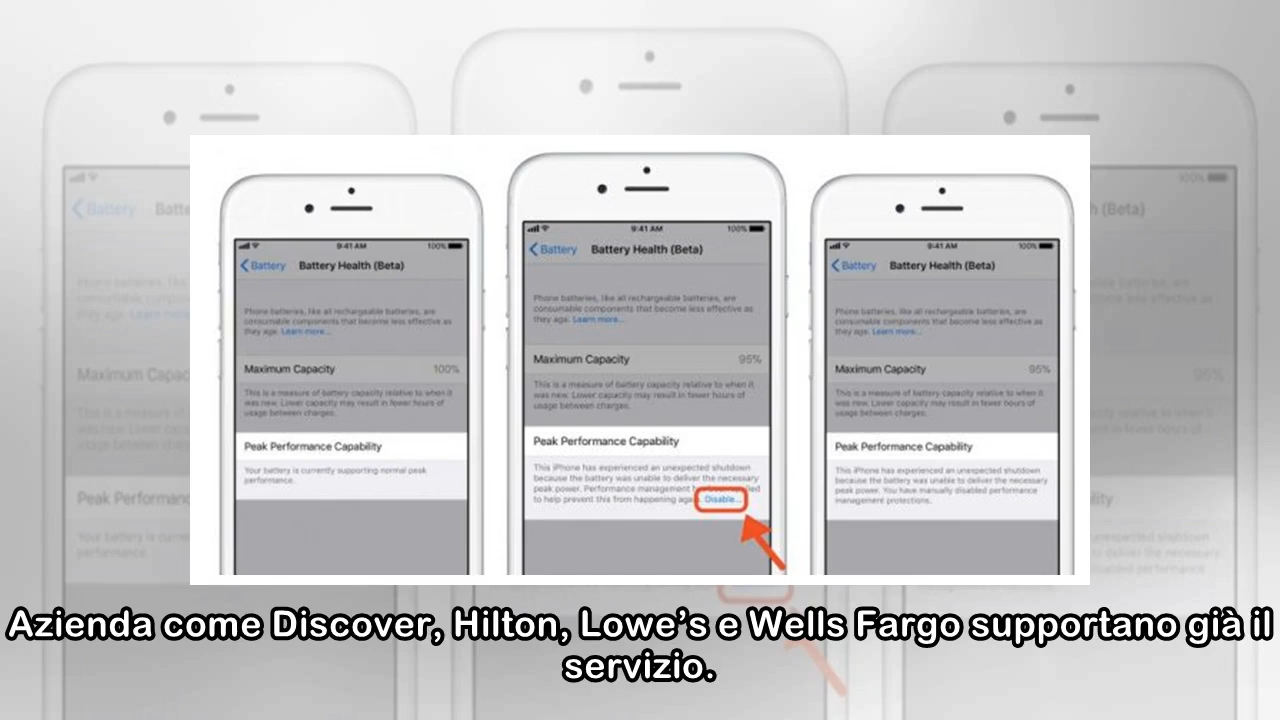 9:41 AM 100%
Battery Battery Health (Beta)
Phone batteries, like all rechargeable batteries, are
consumable components that become less effective as
they age. Learn more...
Maximum Capacity 100%
This is a measure of battery capacity relative to when it
was new. Lower capacity may result in fewer hours of
usage between charges.
Peak Performance Capability
Your battery is currently supporting normal peak
performance.
9:41 AM 100%
Battery Battery Health (Beta)
Phone batteries, like all rechargeable batteries, are
consumable components that become less effective as
they age. Learn more...
Maximum Capacity 95%
This is a measure of battery capacity relative to when it
was new. Lower capacity may result in fewer hours of
usage between charges.
Peak Performance Capability
This iPhone has experienced an unexpected shutdown
because the battery was unable to deliver the necessary
peak power. Performance management
to help prevent this from happening Disable...
9:41 AM 100%
Battery Battery Health (Beta)
Phone batteries, like all rechargeable batteries, are
consumable components that become less effective as
they age. Learn more...
Maximum Capacity 95%
This is a measure of battery capacity relative to when it
was new. Lower capacity may result in fewer hours of
usage between charges.
Peak Performance Capability
This iPhone has experienced an unexpected shutdown
because the battery was unable to deliver the necessary
peak power. You have manually disabled performance
management protections.
Azienda come Discover, Hilton, Lowe’s e Wells Fargo supportano già il
servizio.